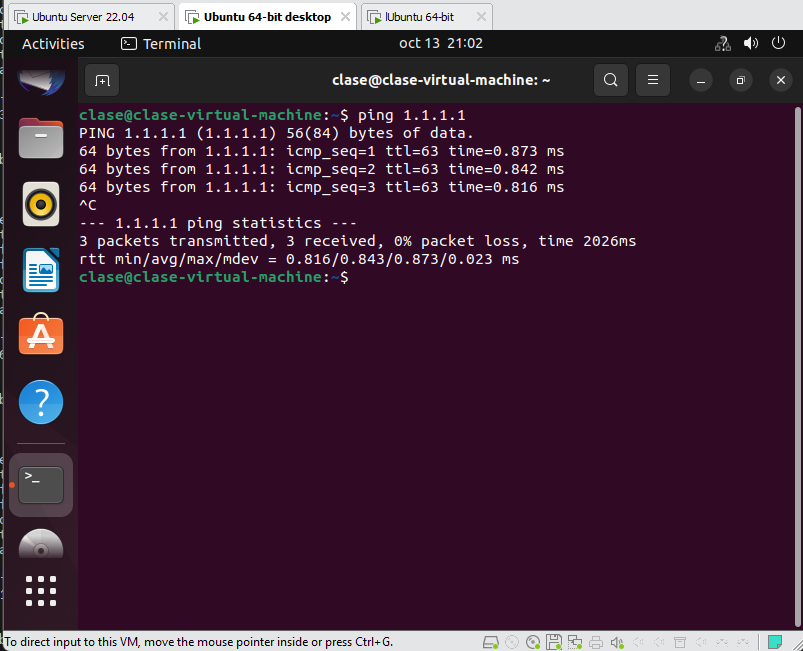 Ubuntu Server 22.04
Ubuntu 64-bit desktop
lUbuntu 64-bit
Activities
Terminal
oct 13 21:02
clase@clase-virtual-machine: ~
clase@clase-virtual-machine:~$ ping 1.1.1.1
PING 1.1.1.1 (1.1.1.1) 56(84) bytes of data.
64 bytes from 1.1.1.1: icmp_seq=1 ttl=63 time=0.873 ms
64 bytes from 1.1.1.1: icmp_seq=2 ttl=63 time=0.842 ms
64 bytes from 1.1.1.1: icmp_seq=3 ttl=63 time=0.816 ms
^C
--- 1.1.1.1 ping statistics ---
3 packets transmitted, 3 received, 0% packet loss, time 2026ms
rtt min/avg/max/mdev = 0.816/0.843/0.873/0.023 ms
clase@clase-virtual-machine:~$
To direct input to this VM, move the mouse pointer inside or press Ctrl+G.